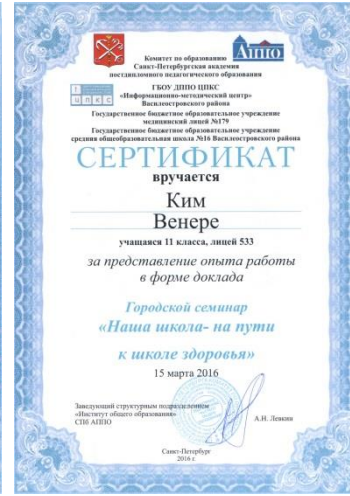 Комитет по образованию
Санкт-Петербургская академия
постдипломного педагогического образования
АППО
ГБОУ ДППО ЦПКС
«Информационно-методический центр»
Василеостровского района
Государственное бюджетное образовательное учреждение
медицинский лицей №179
Государственное бюджетное образовательное учреждение
средняя общеобразовательная школа №16 Василеостровского района
СЕРТИФИКАТ
вручается
Ким
Венере
учащаяся 11 класса, лицей 533
за представление опыта работы
в форме доклада
Городской семинар
«Наша школа- на пути
к школе здоровья»
15 марта 2016
Заведующий структурным подразделением
«Институт общего образования»
СПб АППО
А.Н. Левкин
Санкт-Петербург
2016 г.